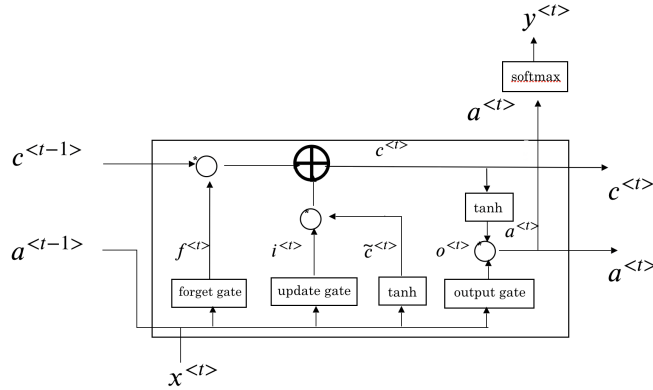 y<t>
softmax
a<t>
c<t-1>
*
c<t>
c<t>
tanh
*
a<t-1>
f<t>
i<t>
c̃<t>
o<t>
a<t>
*
a<t>
forget gate
update gate
tanh
output gate
x<t>